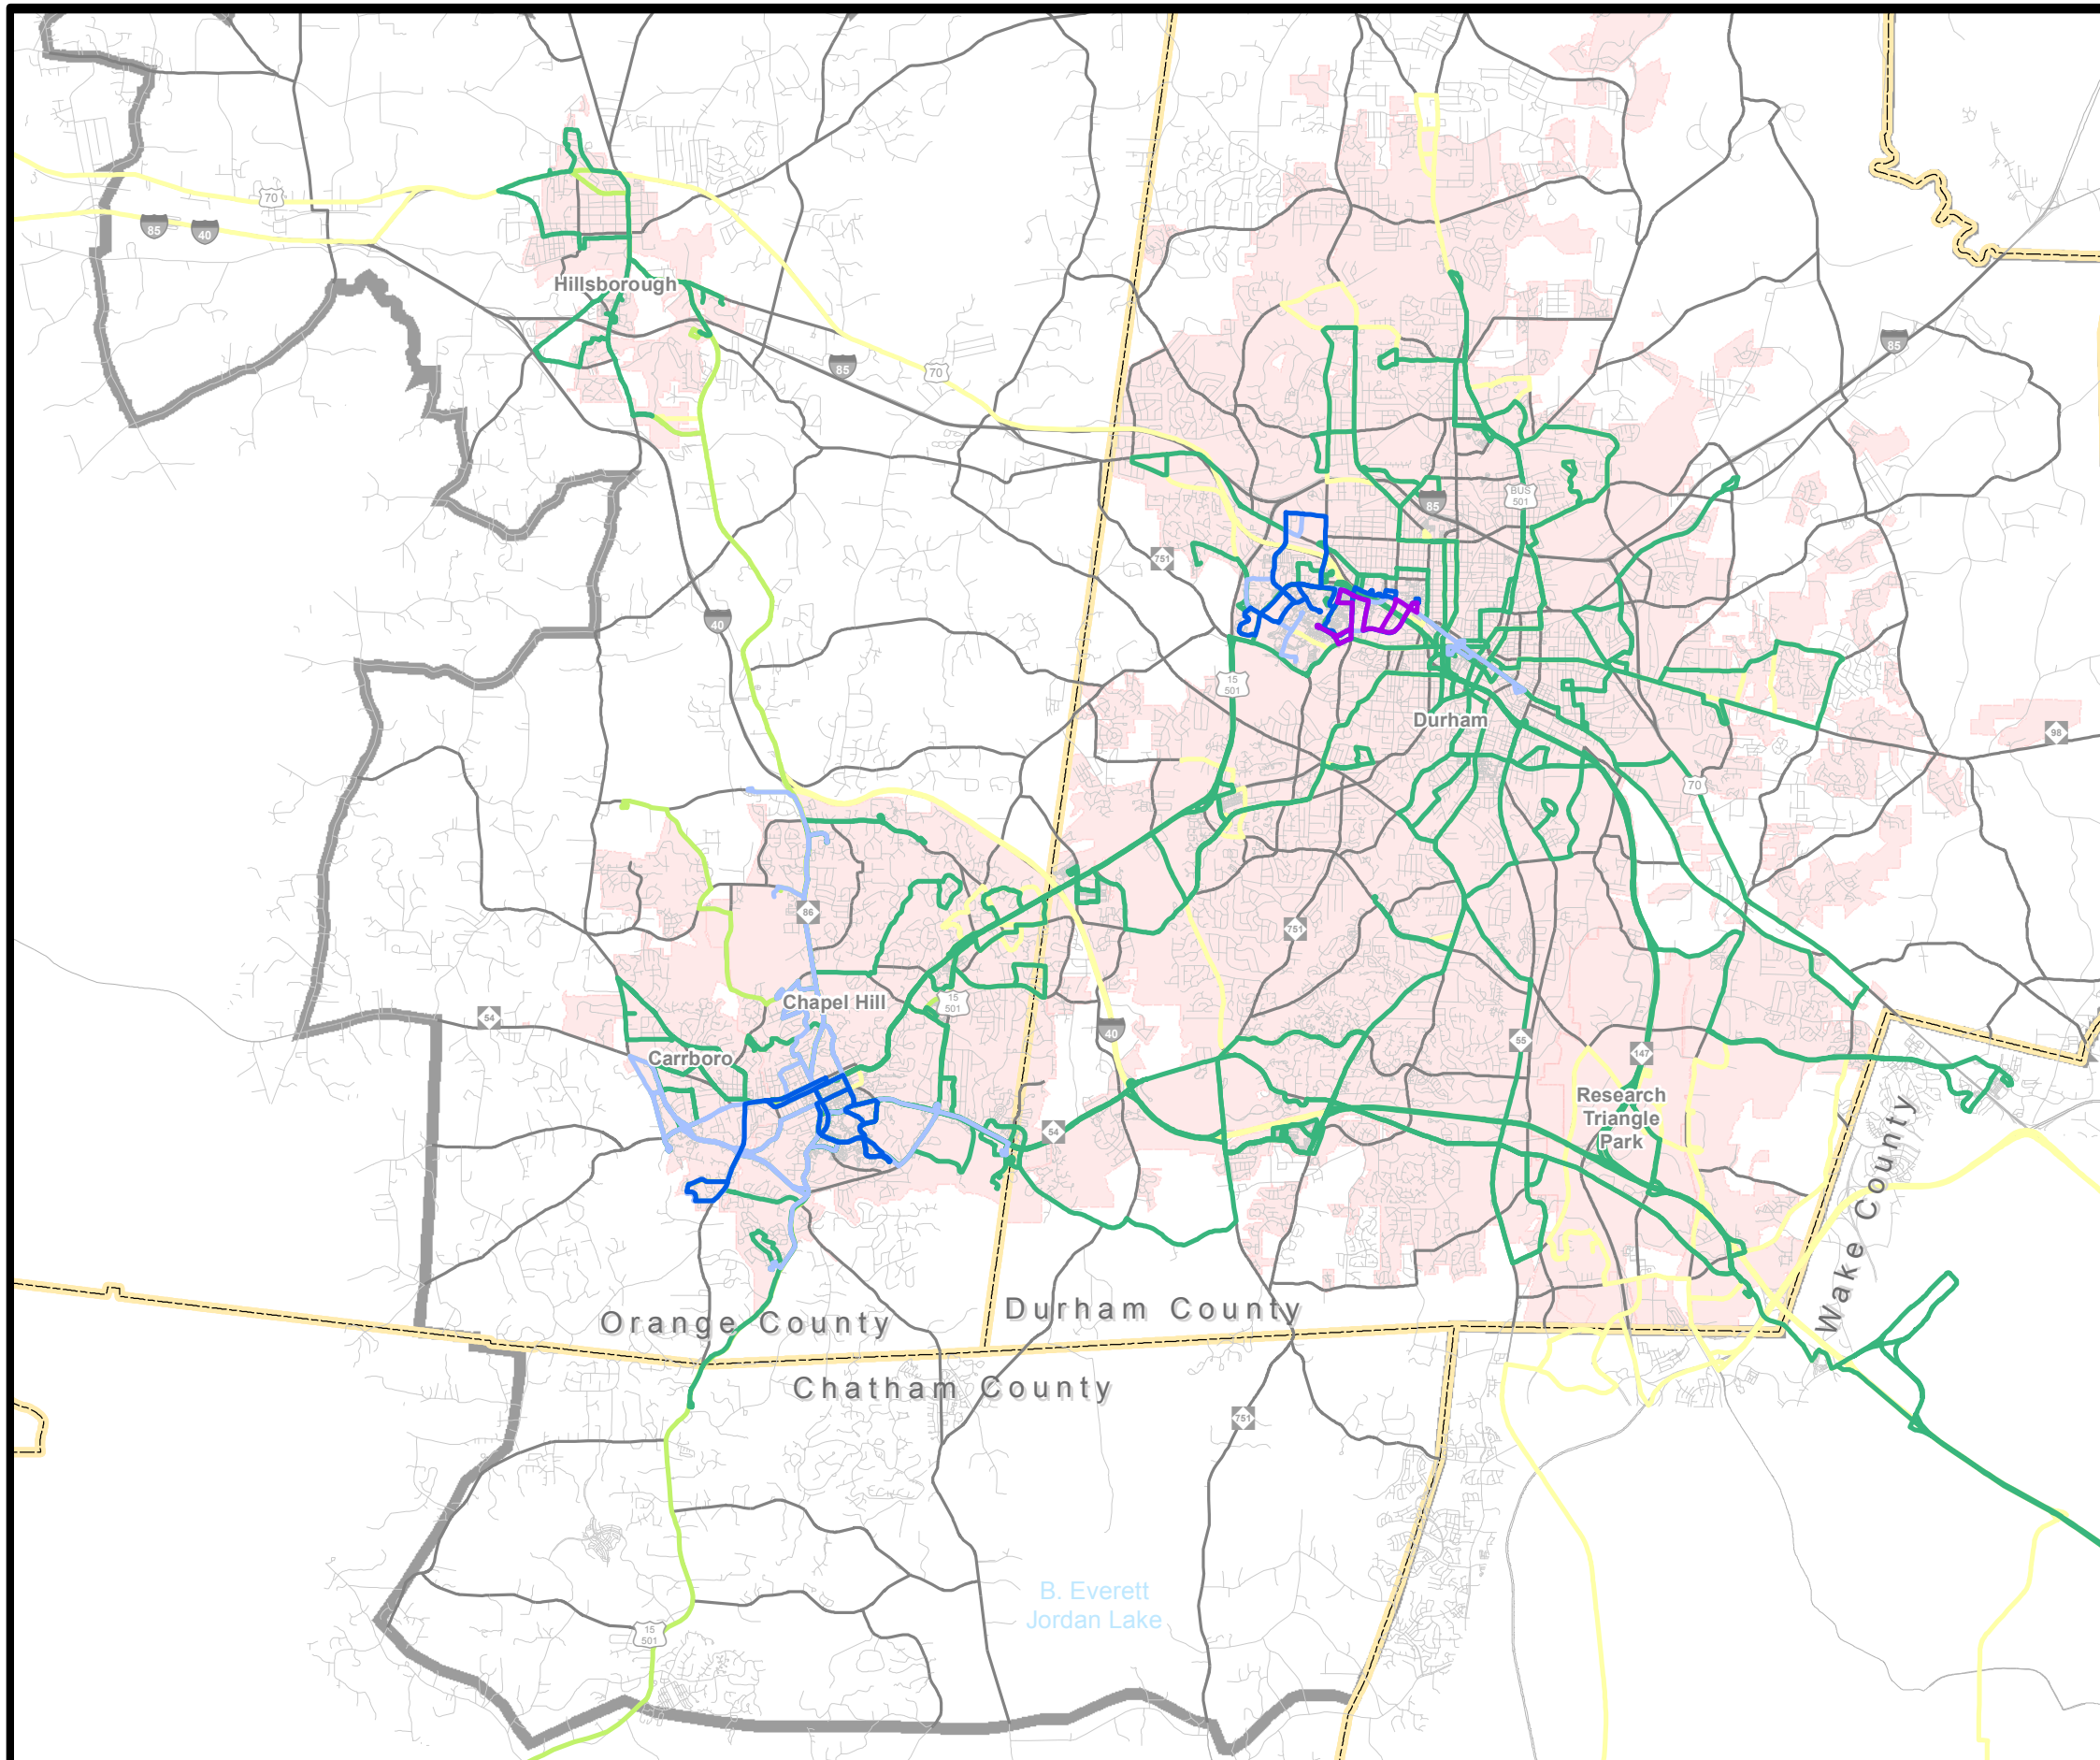 70
85
40
Hillsborough
85
70
85
BUS
501
85
751
40
15
501
Durham
98
70
86
751
Chapel Hill
15
501
54
40
55
147
Carrboro
Research
Triangle
Park
54
Wake County
Orange County
Durham County
Chatham County
751
B. Everett
Jordan Lake
15
501